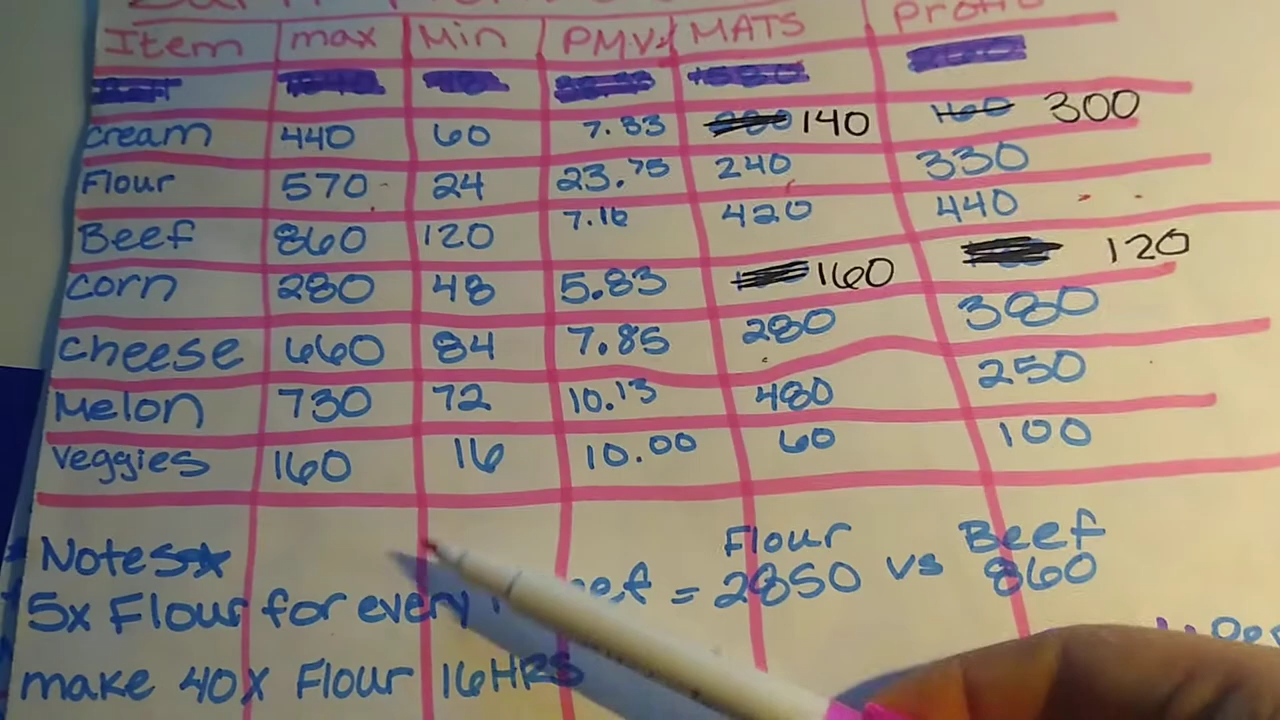 Item max Min PMV MATS Profit
cream 440 60 7.33 140 300
Flour 570 24 23.75 240 330
Beef 860 120 7.16 420 440
corn 280 48 5.83 160 120
cheese 660 84 7.85 280 380
Melon 730 72 10.13 480 250
veggies 160 16 10.00 60 100
Notes
Flour Beef
5x Flour for every = 2850 vs 860
make 40x Flour 16HRS